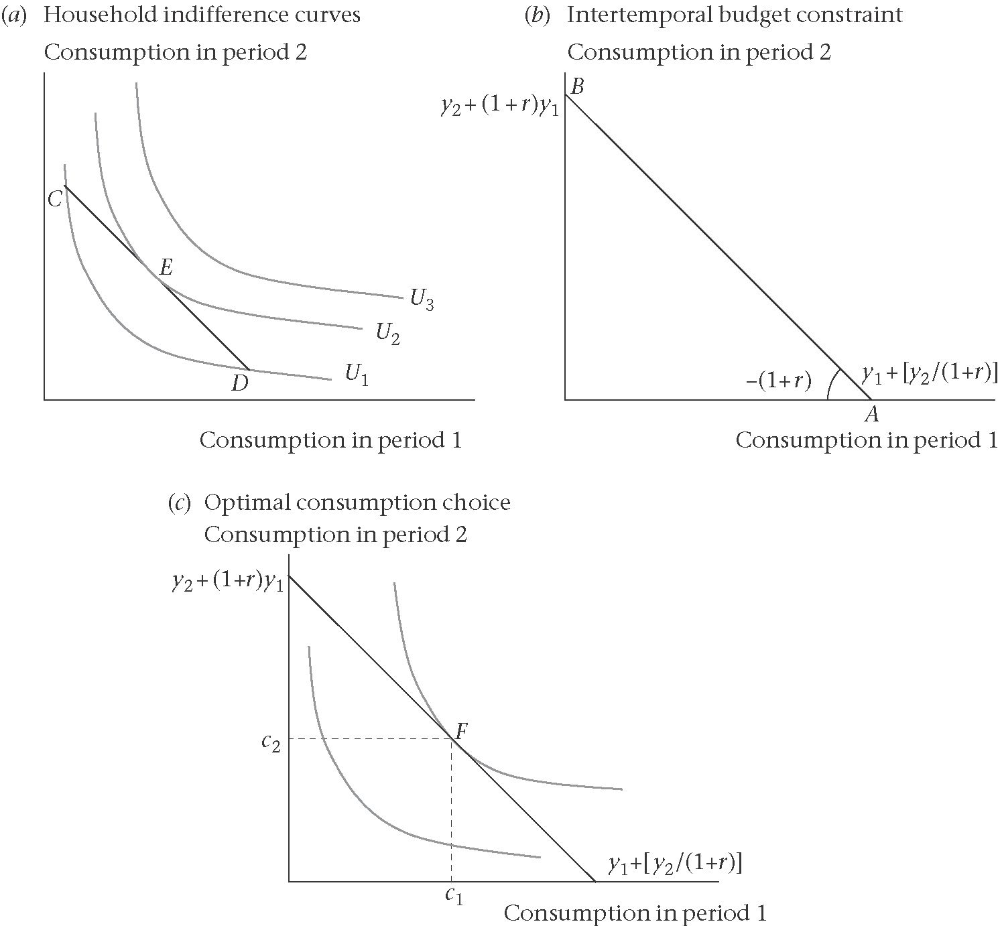 (a) Household indifference curves
Consumption in period 2
C
E
D
U3
U2
U1
Consumption in period 1
(b) Intertemporal budget constraint
Consumption in period 2
B
y2 + (1 + r)y1
–(1+r)
y1 + [y2/(1+r)]
A
Consumption in period 1
(c) Optimal consumption choice
Consumption in period 2
y2 + (1+r)y1
F
c2
y1+[y2/(1+r)]
c1
Consumption in period 1